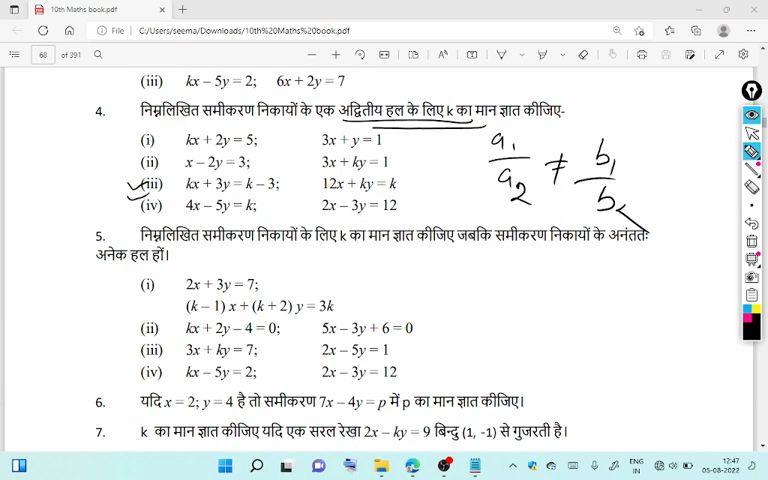 10th Maths book.pdf
File C:/Users/seema/Downloads/10th%20Maths%20book.pdf
68 of 391
(iii) kx – 5y = 2; 6x + 2y = 7
4. निम्नलिखित समीकरण निकायों के एक अद्वितीय हल के लिए k का मान ज्ञात कीजिए-
(i) kx + 2y = 5; 3x + y = 1
(ii) x – 2y = 3; 3x + ky = 1
(iii) kx + 3y = k – 3; 12x + ky = k
(iv) 4x – 5y = k; 2x – 3y = 12
a₁/a₂ ≠ b₁/b₂
5. निम्नलिखित समीकरण निकायों के लिए k का मान ज्ञात कीजिए जबकि समीकरण निकायों के अनंततः
अनेक हल हों।
(i) 2x + 3y = 7;
(k – 1) x + (k + 2) y = 3k
(ii) kx + 2y – 4 = 0; 5x – 3y + 6 = 0
(iii) 3x + ky = 7; 2x – 5y = 1
(iv) kx – 5y = 2; 2x – 3y = 12
6. यदि x = 2; y = 4 है तो समीकरण 7x – 4y = p में p का मान ज्ञात कीजिए।
7. k का मान ज्ञात कीजिए यदि एक सरल रेखा 2x – ky = 9 बिन्दु (1, -1) से गुजरती है।
ENG
IN
12:47
05-08-2022